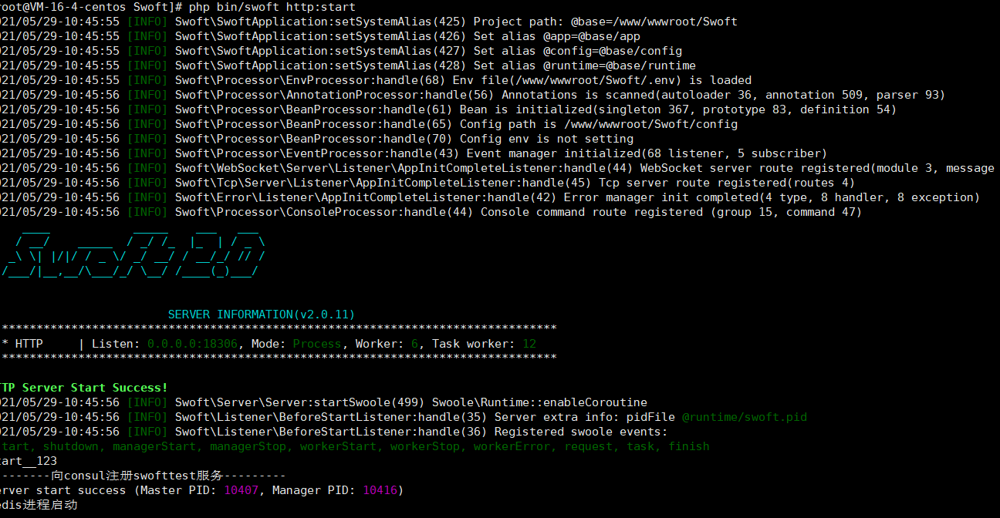 root@VM-16-4-centos Swoft]# php bin/swoft http:start
021/05/29-10:45:55 [INFO] Swoft\SwoftApplication:setSystemAlias(425) Project path: @base=/www/wwwroot/Swoft
021/05/29-10:45:55 [INFO] Swoft\SwoftApplication:setSystemAlias(426) Set alias @app=@base/app
021/05/29-10:45:55 [INFO] Swoft\SwoftApplication:setSystemAlias(427) Set alias @config=@base/config
021/05/29-10:45:55 [INFO] Swoft\SwoftApplication:setSystemAlias(428) Set alias @runtime=@base/runtime
021/05/29-10:45:55 [INFO] Swoft\Processor\EnvProcessor:handle(68) Env file(/www/wwwroot/Swoft/.env) is loaded
021/05/29-10:45:56 [INFO] Swoft\Processor\AnnotationProcessor:handle(56) Annotations is scanned(autoloader 36, annotation 509, parser 93)
021/05/29-10:45:56 [INFO] Swoft\Processor\BeanProcessor:handle(61) Bean is initialized(singleton 367, prototype 83, definition 54)
021/05/29-10:45:56 [INFO] Swoft\Processor\BeanProcessor:handle(65) Config path is /www/wwwroot/Swoft/config
021/05/29-10:45:56 [INFO] Swoft\Processor\BeanProcessor:handle(70) Config env is not setting
021/05/29-10:45:56 [INFO] Swoft\Processor\EventProcessor:handle(43) Event manager initialized(68 listener, 5 subscriber)
021/05/29-10:45:56 [INFO] Swoft\WebSocket\Server\Listener\AppInitCompleteListener:handle(44) WebSocket server route registered(module 3, message
021/05/29-10:45:56 [INFO] Swoft\Tcp\Server\Listener\AppInitCompleteListener:handle(45) Tcp server route registered(routes 4)
021/05/29-10:45:56 [INFO] Swoft\Error\Listener\AppInitCompleteListener:handle(42) Error manager init completed(4 type, 8 handler, 8 exception)
021/05/29-10:45:56 [INFO] Swoft\Processor\ConsoleProcessor:handle(44) Console command route registered (group 15, command 47)
Swoft 2.0
SERVER INFORMATION(v2.0.11)
********************************************************************************
* HTTP     | Listen: 0.0.0.0:18306, Mode: Process, Worker: 6, Task worker: 12
********************************************************************************
TP Server Start Success!
021/05/29-10:45:56 [INFO] Swoft\Server\Server:startSwoole(499) Swoole\Runtime::enableCoroutine
021/05/29-10:45:56 [INFO] Swoft\Listener\BeforeStartListener:handle(35) Server extra info: pidFile @runtime/swoft.pid
021/05/29-10:45:56 [INFO] Swoft\Listener\BeforeStartListener:handle(36) Registered swoole events:
tart, shutdown, managerStart, managerStop, workerStart, workerStop, workerError, request, task, finish
art__123
-------向consul注册swofttest服务---------
erver start success (Master PID: 10407, Manager PID: 10416)
edis进程启动